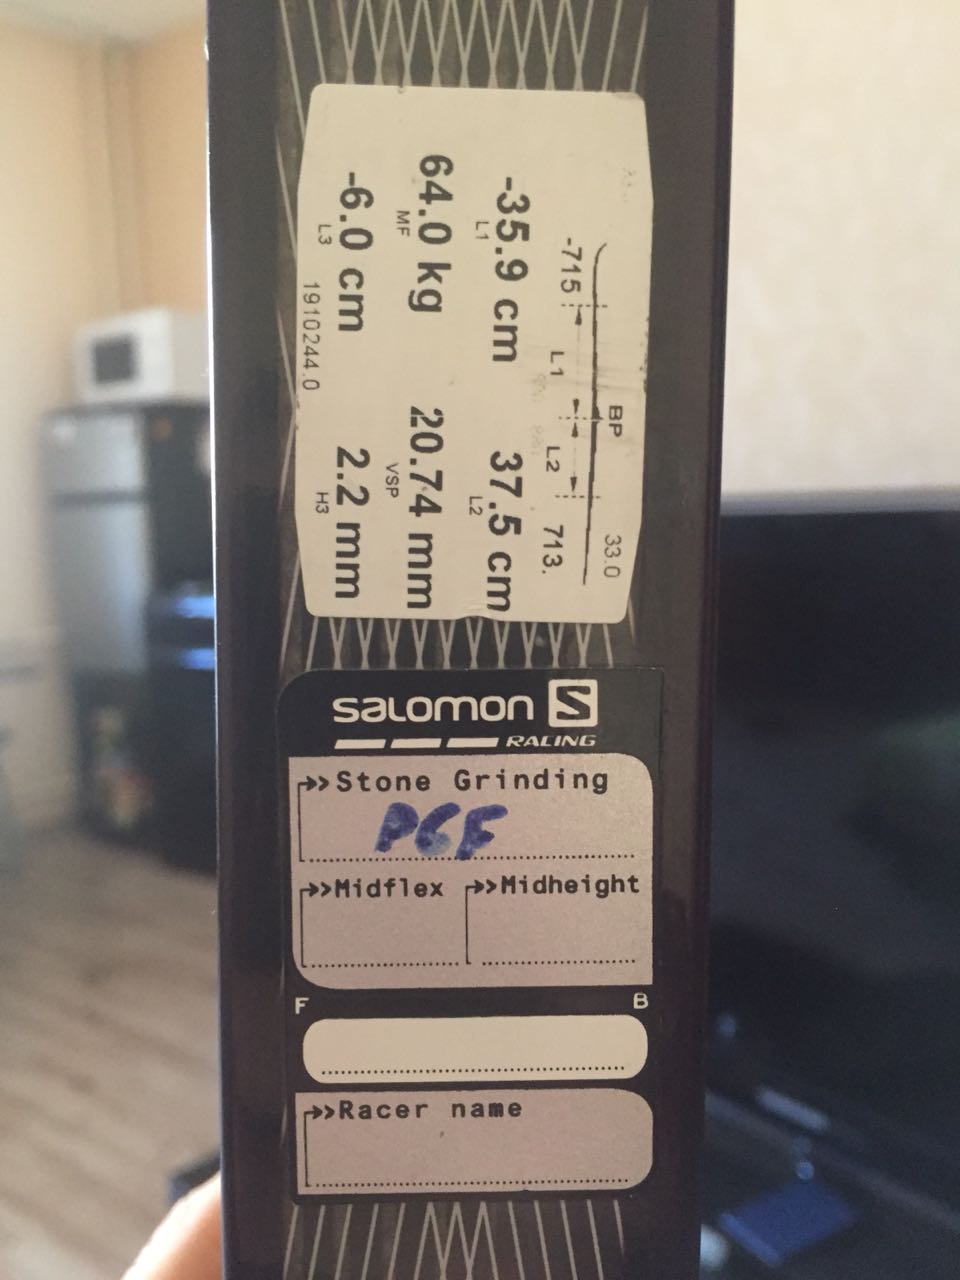 33.0
BP
-715
L1
L2
713.
-35.9 cm
37.5 cm
L1
L2
64.0 kg
20.74 mm
MF
VSP
-6.0 cm
2.2 mm
L3
H3
1910244.0
salomon S
RACING
Stone Grinding
PGF
Midflex
Midheight
F
B
Racer name